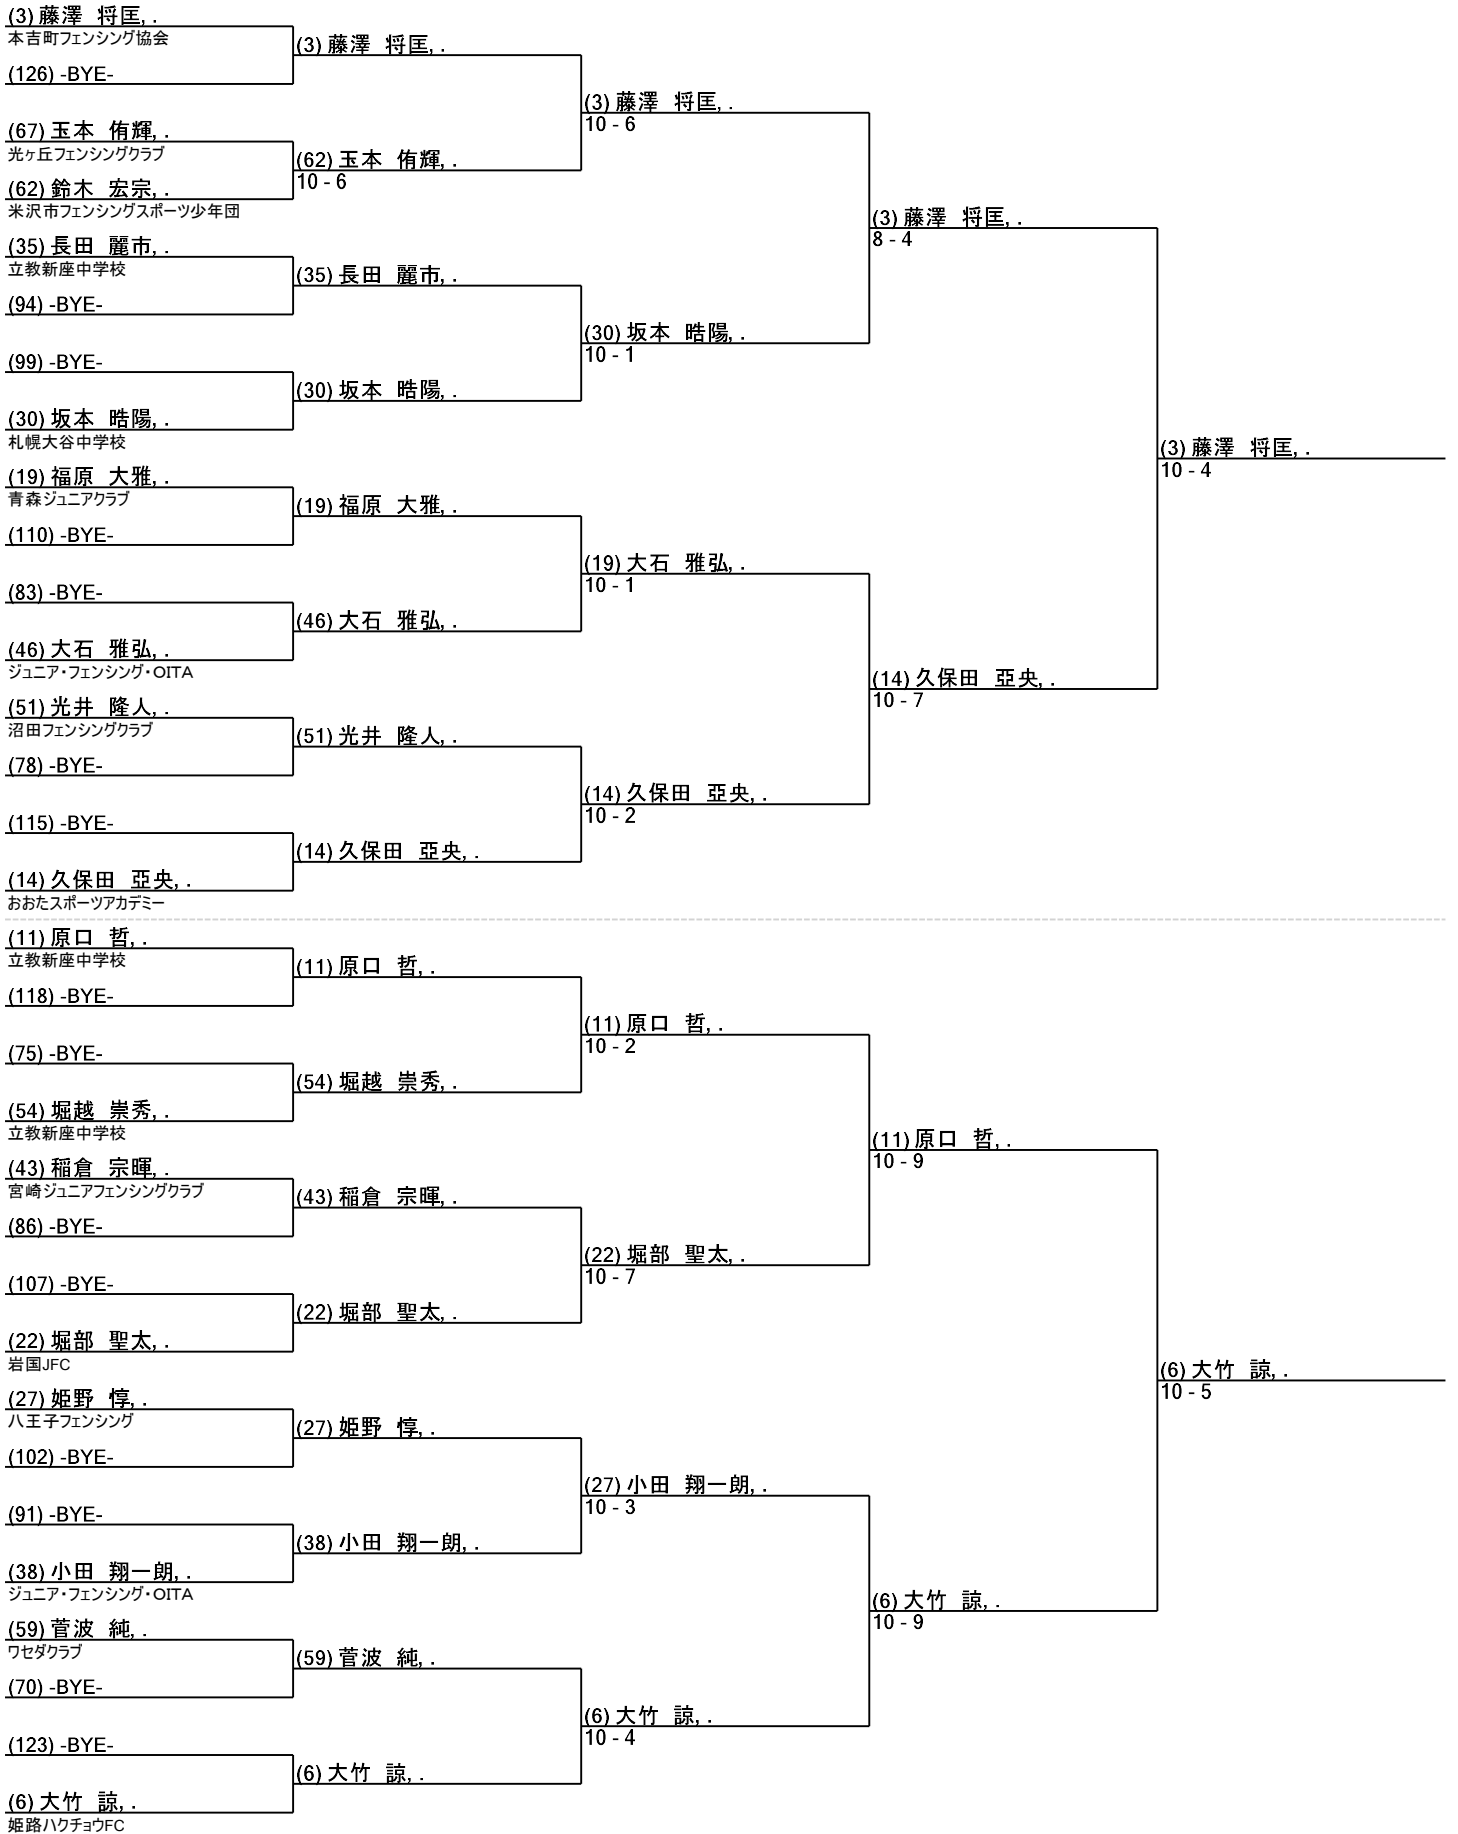 (3) 藤澤　将匡, .
本吉町フェンシング協会
(126) -BYE-
(67) 玉本　侑輝, .
光ヶ丘フェンシングクラブ
(62) 鈴木　宏宗, .
米沢市フェンシングスポーツ少年団
(35) 長田　麗市, .
立教新座中学校
(94) -BYE-
(99) -BYE-
(30) 坂本　晧陽, .
札幌大谷中学校
(19) 福原　大雅, .
青森ジュニアクラブ
(110) -BYE-
(83) -BYE-
(46) 大石　雅弘, .
ジュニア・フェンシング・OITA
(51) 光井　隆人, .
沼田フェンシングクラブ
(78) -BYE-
(115) -BYE-
(14) 久保田　亞央, .
おおたスポーツアカデミー
(3) 藤澤　将匡, .
(62) 玉本　侑輝, .
10 - 6
(35) 長田　麗市, .
(30) 坂本　晧陽, .
(19) 福原　大雅, .
(46) 大石　雅弘, .
(51) 光井　隆人, .
(14) 久保田　亞央, .
(3) 藤澤　将匡, .
10 - 6
(30) 坂本　晧陽, .
10 - 1
(19) 大石　雅弘, .
10 - 1
(14) 久保田　亞央, .
10 - 2
(3) 藤澤　将匡, .
8 - 4
(14) 久保田　亞央, .
10 - 7
(3) 藤澤　将匡, .
10 - 4
(11) 原口　哲, .
立教新座中学校
(118) -BYE-
(75) -BYE-
(54) 堀越　崇秀, .
立教新座中学校
(43) 稲倉　宗暉, .
宮崎ジュニアフェンシングクラブ
(86) -BYE-
(107) -BYE-
(22) 堀部　聖太, .
岩国JFC
(27) 姫野　惇, .
八王子フェンシング
(102) -BYE-
(91) -BYE-
(38) 小田　翔一朗, .
ジュニア・フェンシング・OITA
(59) 菅波　純, .
ワセダクラブ
(70) -BYE-
(123) -BYE-
(6) 大竹　諒, .
姫路ハクチョウFC
(11) 原口　哲, .
(54) 堀越　崇秀, .
(43) 稲倉　宗暉, .
(22) 堀部　聖太, .
(27) 姫野　惇, .
(38) 小田　翔一朗, .
(59) 菅波　純, .
(6) 大竹　諒, .
(11) 原口　哲, .
10 - 2
(22) 堀部　聖太, .
10 - 7
(27) 小田　翔一朗, .
10 - 3
(6) 大竹　諒, .
10 - 4
(11) 原口　哲, .
10 - 9
(6) 大竹　諒, .
10 - 9
(6) 大竹　諒, .
10 - 5